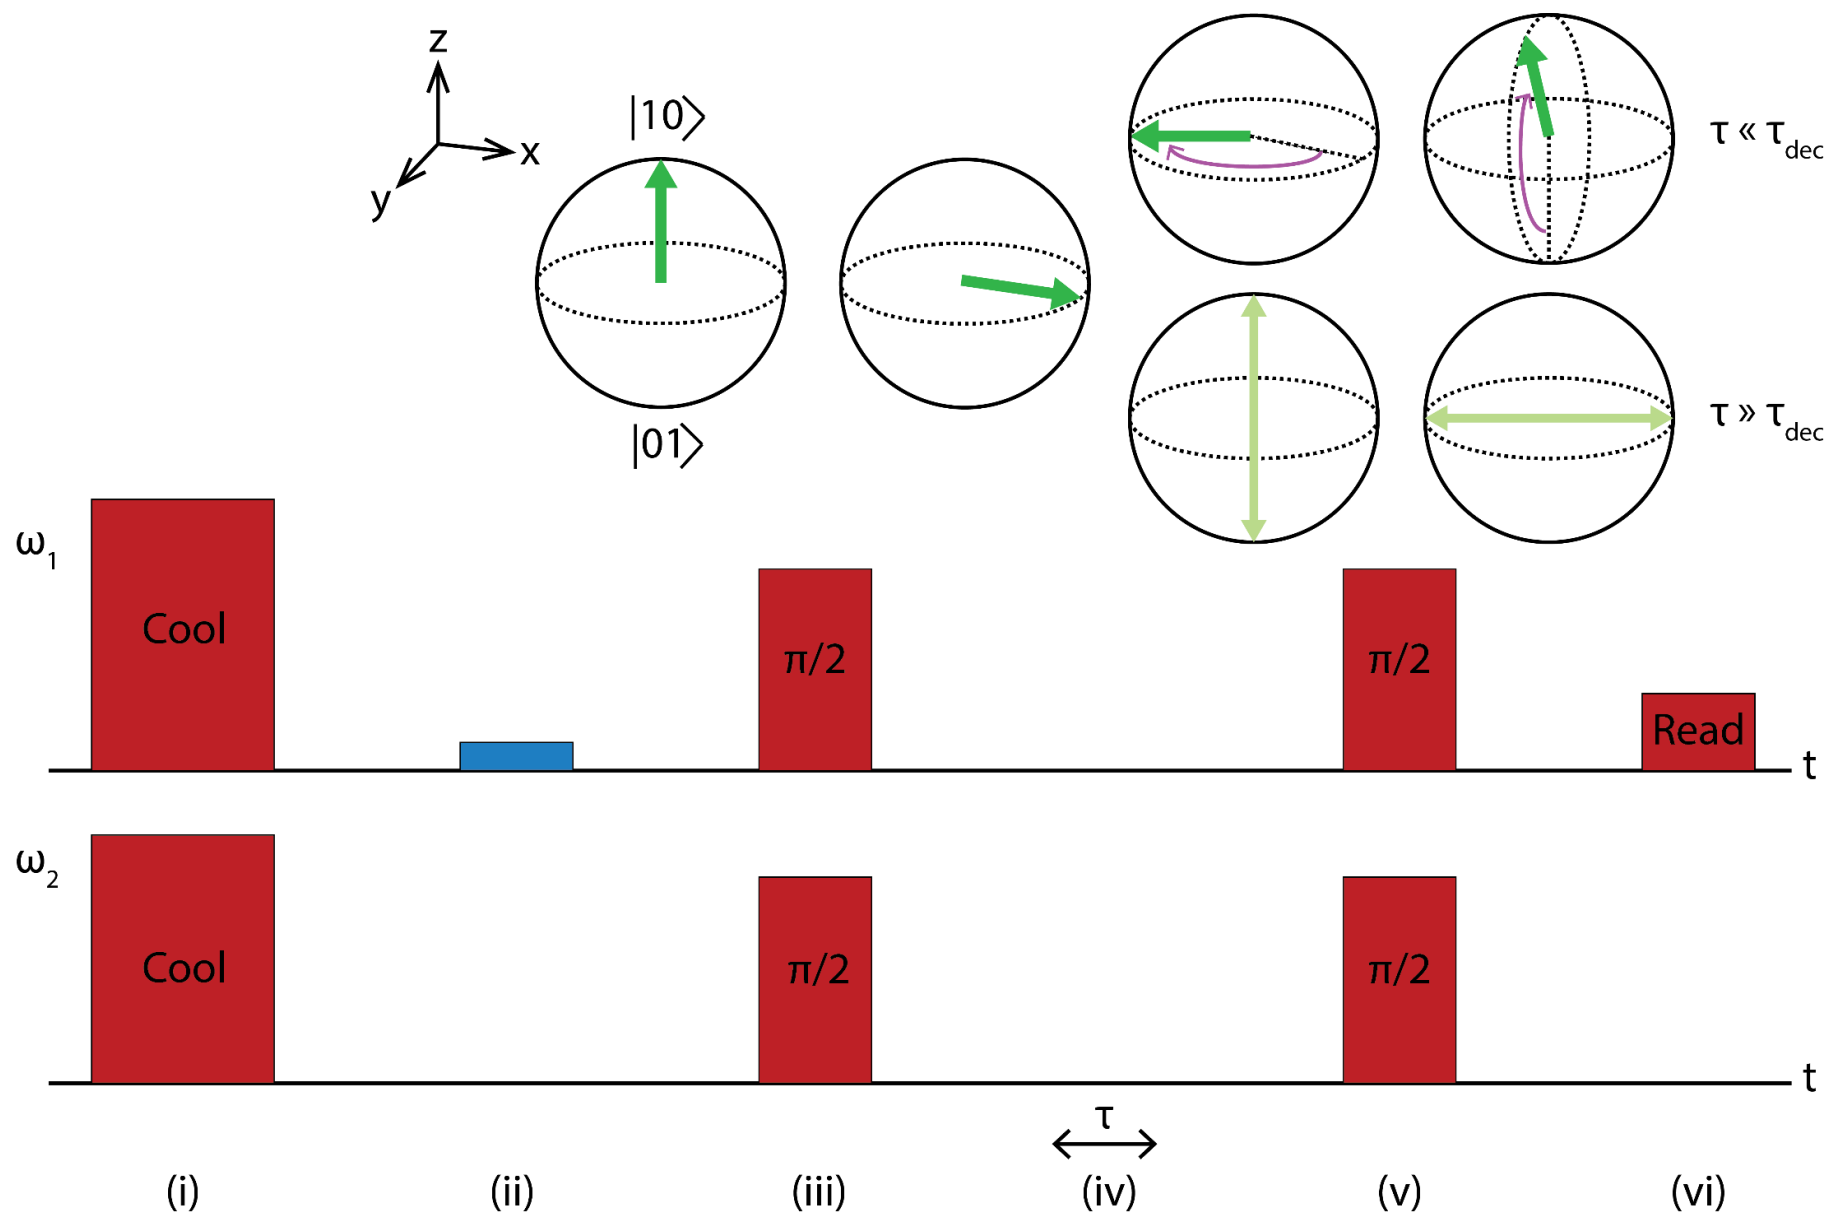 z
x
y
|10⟩
|01⟩
τ « τdec
τ » τdec
ω1
Cool
π/2
π/2
Read
t
ω2
Cool
π/2
π/2
t
τ
(i) (ii) (iii) (iv) (v) (vi)